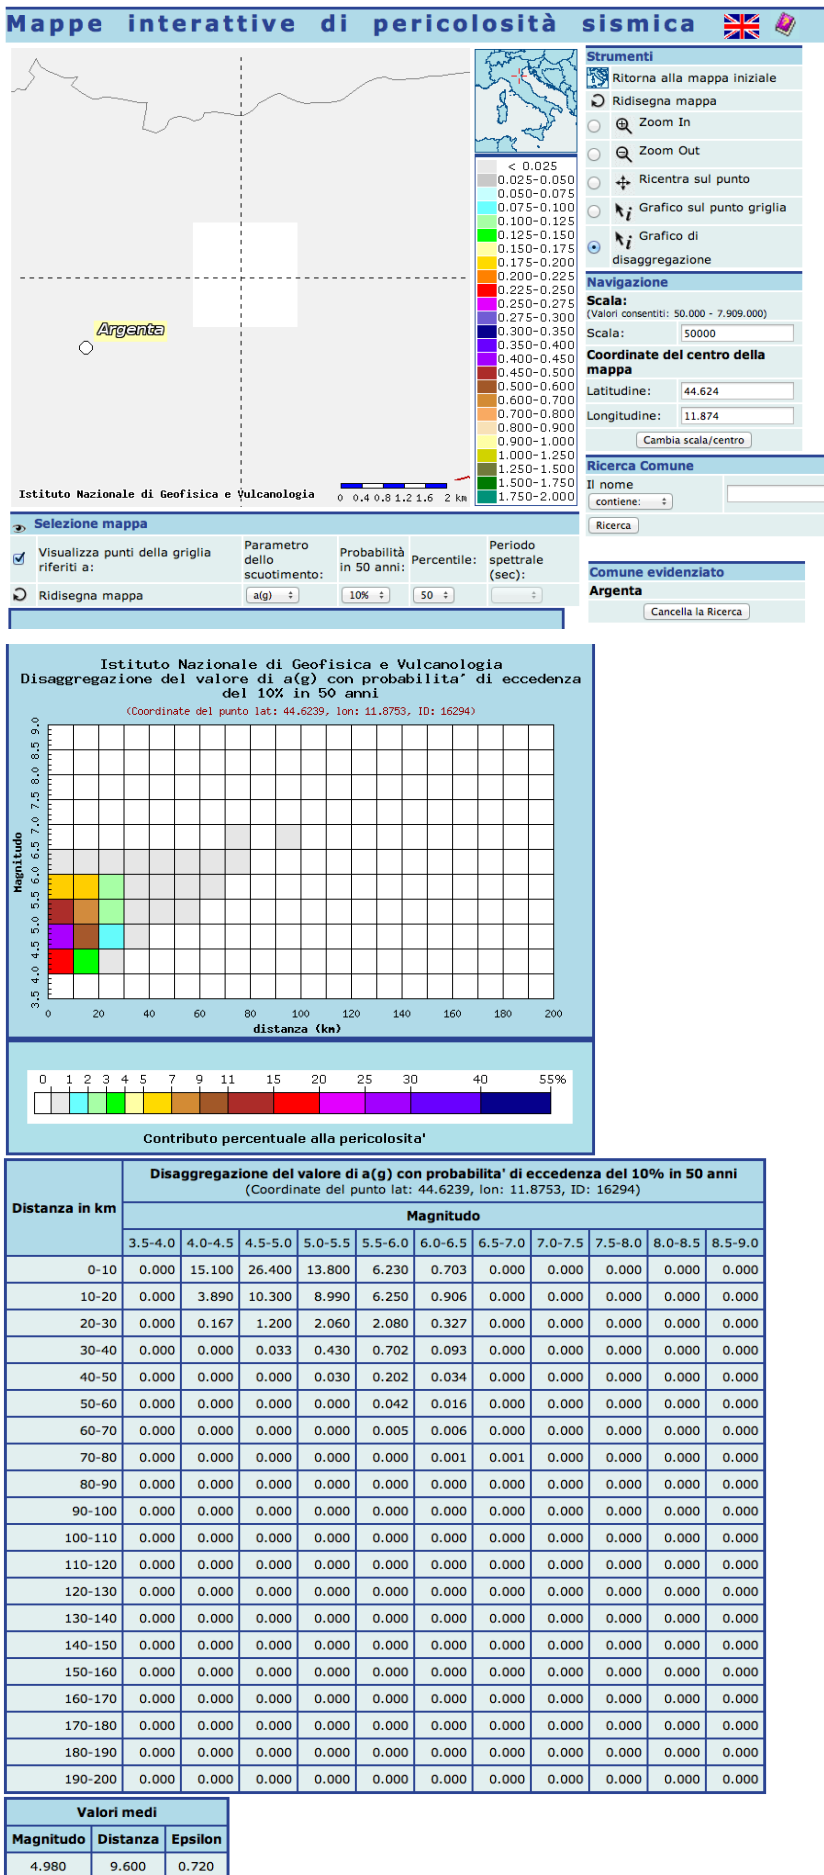 Mappe interattive di pericolosità sismica
Argenta
Istituto Nazionale di Geofisica e Vulcanologia
0 0.4 0.8 1.2 1.6 2 km
< 0.025
0.025-0.050
0.050-0.075
0.075-0.100
0.100-0.125
0.125-0.150
0.150-0.175
0.175-0.200
0.200-0.225
0.225-0.250
0.250-0.275
0.275-0.300
0.300-0.350
0.350-0.400
0.400-0.450
0.450-0.500
0.500-0.600
0.600-0.700
0.700-0.800
0.800-0.900
0.900-1.000
1.000-1.250
1.250-1.500
1.500-1.750
1.750-2.000
Strumenti
Ritorna alla mappa iniziale
Ridisegna mappa
Zoom In
Zoom Out
Ricentra sul punto
Grafico sul punto griglia
Grafico di
disaggregazione
Navigazione
Scala:
(Valori consentiti: 50.000 - 7.909.000)
Scala: 50000
Coordinate del centro della
mappa
Latitudine: 44.624
Longitudine: 11.874
Cambia scala/centro
Ricerca Comune
Il nome
contiene:
Ricerca
Comune evidenziato
Argenta
Cancella la Ricerca
Selezione mappa
Visualizza punti della griglia
riferiti a:
Parametro
dello
scuotimento:
Probabilità
in 50 anni:
Percentile:
Periodo
spettrale
(sec):
Ridisegna mappa a(g) 10% 50
Istituto Nazionale di Geofisica e Vulcanologia
Disaggregazione del valore di a(g) con probabilita' di eccedenza
del 10% in 50 anni
(Coordinate del punto lat: 44.6239, lon: 11.8753, ID: 16294)
Magnitudo
9.0
8.5
8.0
7.5
7.0
6.5
6.0
5.5
5.0
4.5
4.0
3.5
0 20 40 60 80 100 120 140 160 180 200
distanza (km)
0 1 2 3 4 5 7 9 11 15 20 25 30 40 55%
Contributo percentuale alla pericolosita'
Distanza in km
Disaggregazione del valore di a(g) con probabilita' di eccedenza del 10% in 50 anni
(Coordinate del punto lat: 44.6239, lon: 11.8753, ID: 16294)
Magnitudo
3.5-4.0 4.0-4.5 4.5-5.0 5.0-5.5 5.5-6.0 6.0-6.5 6.5-7.0 7.0-7.5 7.5-8.0 8.0-8.5 8.5-9.0
0-10 0.000 15.100 26.400 13.800 6.230 0.703 0.000 0.000 0.000 0.000 0.000
10-20 0.000 3.890 10.300 8.990 6.250 0.906 0.000 0.000 0.000 0.000 0.000
20-30 0.000 0.167 1.200 2.060 2.080 0.327 0.000 0.000 0.000 0.000 0.000
30-40 0.000 0.000 0.033 0.430 0.702 0.093 0.000 0.000 0.000 0.000 0.000
40-50 0.000 0.000 0.000 0.030 0.202 0.034 0.000 0.000 0.000 0.000 0.000
50-60 0.000 0.000 0.000 0.000 0.042 0.016 0.000 0.000 0.000 0.000 0.000
60-70 0.000 0.000 0.000 0.000 0.005 0.006 0.000 0.000 0.000 0.000 0.000
70-80 0.000 0.000 0.000 0.000 0.000 0.001 0.001 0.000 0.000 0.000 0.000
80-90 0.000 0.000 0.000 0.000 0.000 0.000 0.000 0.000 0.000 0.000 0.000
90-100 0.000 0.000 0.000 0.000 0.000 0.000 0.000 0.000 0.000 0.000 0.000
100-110 0.000 0.000 0.000 0.000 0.000 0.000 0.000 0.000 0.000 0.000 0.000
110-120 0.000 0.000 0.000 0.000 0.000 0.000 0.000 0.000 0.000 0.000 0.000
120-130 0.000 0.000 0.000 0.000 0.000 0.000 0.000 0.000 0.000 0.000 0.000
130-140 0.000 0.000 0.000 0.000 0.000 0.000 0.000 0.000 0.000 0.000 0.000
140-150 0.000 0.000 0.000 0.000 0.000 0.000 0.000 0.000 0.000 0.000 0.000
150-160 0.000 0.000 0.000 0.000 0.000 0.000 0.000 0.000 0.000 0.000 0.000
160-170 0.000 0.000 0.000 0.000 0.000 0.000 0.000 0.000 0.000 0.000 0.000
170-180 0.000 0.000 0.000 0.000 0.000 0.000 0.000 0.000 0.000 0.000 0.000
180-190 0.000 0.000 0.000 0.000 0.000 0.000 0.000 0.000 0.000 0.000 0.000
190-200 0.000 0.000 0.000 0.000 0.000 0.000 0.000 0.000 0.000 0.000 0.000
Valori medi
Magnitudo Distanza Epsilon
4.980 9.600 0.720